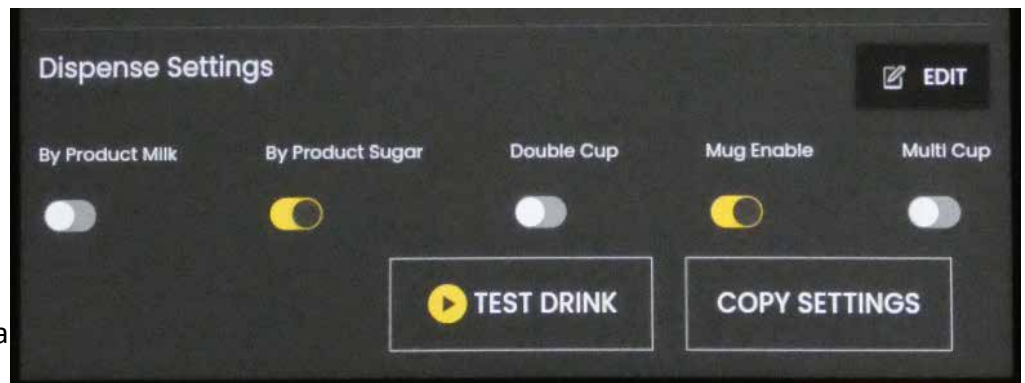 Dispense Settings
EDIT
By Product Milk By Product Sugar Double Cup Mug Enable Multi Cup
TEST DRINK COPY SETTINGS
a